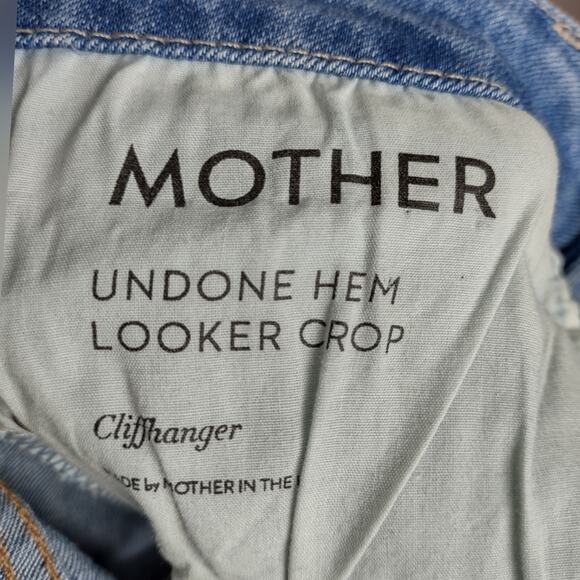 MOTHER
UNDONE HEM
LOOKER CROP
Cliffhanger
by MOTHER IN THE